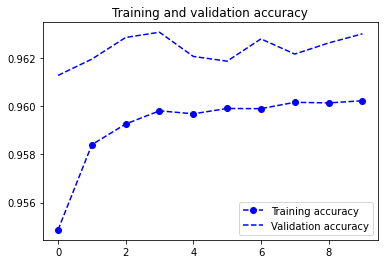 Training and validation accuracy
0.962
0.960
0.958
0.956
Training accuracy
Validation accuracy
0 2 4 6 8